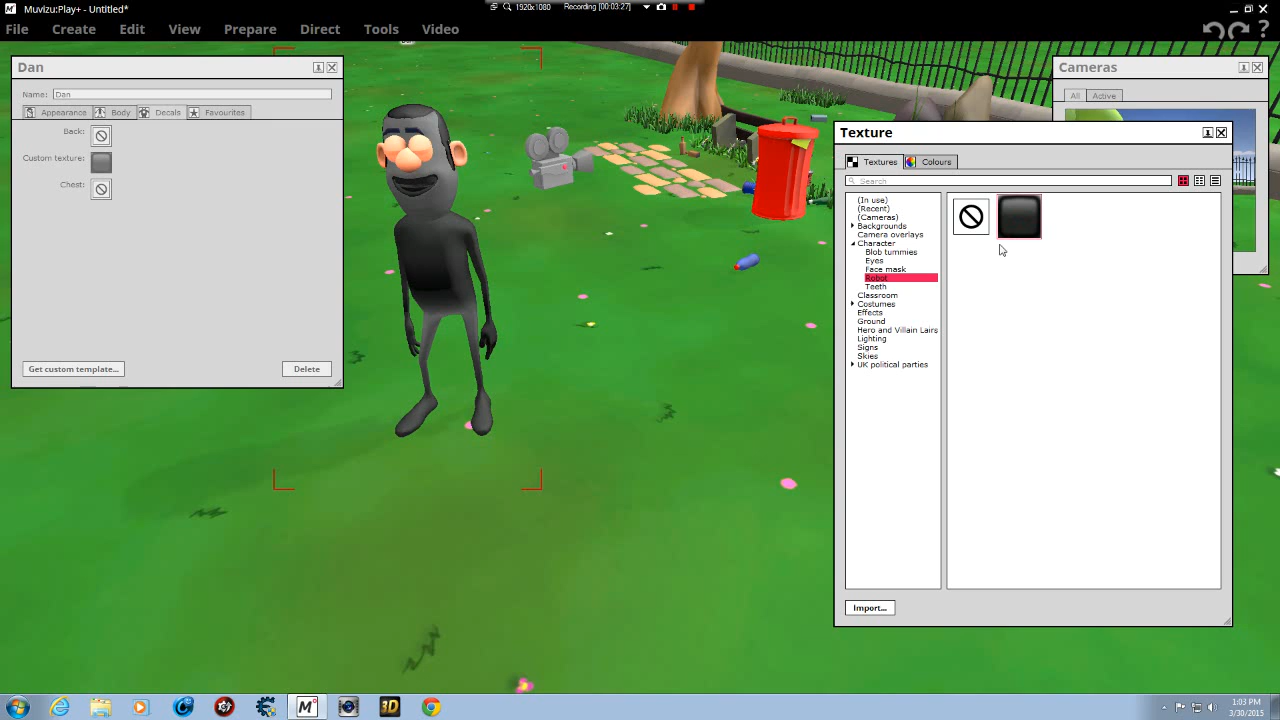 Muvizu:Play+ - Untitled*
1920x1080
Recording [00:03:27]
File Create Edit View Prepare Direct Tools Video
Dan
Name: Dan
Appearance Body Decals Favourites
Back:
Custom texture:
Chest:
Get custom template...
Delete
Cameras
All Active
Texture
Textures Colours
Search
(In use)
(Recent)
(Cameras)
Backgrounds
Camera overlays
Character
Blob tummies
Eyes
Face mask
Robot
Teeth
Classroom
Costumes
Effects
Ground
Hero and Villain Lairs
Lighting
Signs
Skies
UK political parties
Import...
3D
1:03 PM
3/30/2015